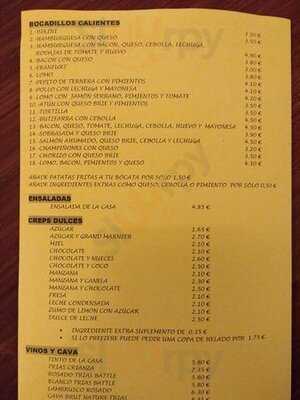 BOCADILLOS CALIENTES
1. BIKINI
2. HAMBURGUESA CON QUESO
3. HAMBURGUESA CON BACON, QUESO, CEBOLLA, LECHUGA,
RODAJAS DE TOMATE Y HUEVO
4. BACON CON QUESO
5. FRANKFURT
6. LOMO
7. PEPITO DE TERNERA CON PIMIENTOS
8. POLLO CON LECHUGA Y MAYONESA
9. LOMO CON JAMÓN SERRANO, PIMIENTOS Y TOMATE
10. ATÚN CON QUESO BRIE Y PIMIENTOS
11. TORTILLA
12. BUTIFARRA CON CEBOLLA
13. BACON, QUESO, TOMATE, LECHUGA, CEBOLLA, HUEVO Y MAYONESA
14. SOBRASADA Y QUESO BRIE
15. SALMÓN AHUMADO, QUESO BRIE, CEBOLLA Y LECHUGA
16. CHAMPIÑONES CON QUESO
17. CHORIZO CON QUESO BRIE
18. LOMO, BACON, PIMIENTOS Y QUESO
AÑADE PATATAS FRITAS A TU BOCATA POR SOLO 1,50 €
AÑADE INGREDIENTES EXTRAS COMO QUESO, CEBOLLA O PIMIENTO POR SÓLO 0,50 €
ENSALADAS
ENSALADA DE LA CASA 4.95 €
CREPS DULCES
AZÚCAR 1.65 €
AZÚCAR Y GRAND MARNIER 2.70 €
MIEL 2.10 €
CHOCOLATE 2.10 €
CHOCOLATE Y NUECES 2.60 €
CHOCOLATE Y COCO 2.30 €
MANZANA 2.10 €
MANZANA Y CANELA 2.10 €
MANZANA Y CHOCOLATE 2.50 €
FRESA 2.10 €
LECHE CONDENSADA 2.10 €
ZUMO DE LIMÓN CON AZÚCAR 2.10 €
DULCE DE LECHE 2.50 €
• INGREDIENTE EXTRA SUPLEMENTO DE 0.35 €
• SI LO PREFIERE PUEDE PEDIR UNA COPA DE HELADO POR 1.75 €
VINOS Y CAVA
TINTO DE LA CASA 5.80 €
TRIAS CRIANZA 7.35 €
ROSADO TRIAS BATLLE 5.80 €
BLANCO TRIAS BATLLE 5.80 €
LAMBRUSCO ROSADO 6.30 €
CAVA BRUT NATURE TRIAS